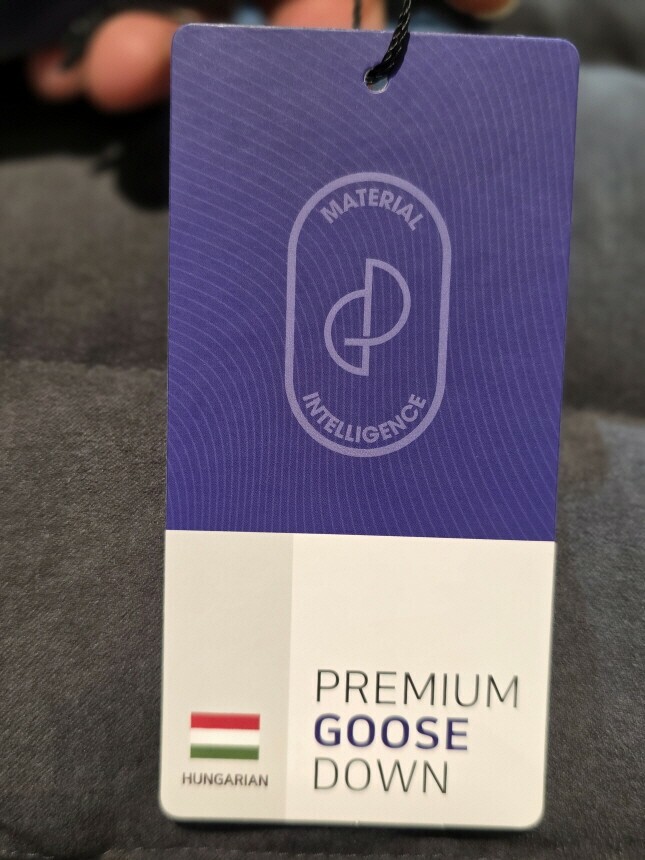 MATERIAL
INTELLIGENCE
PREMIUM
GOOSE
DOWN
HUNGARIAN